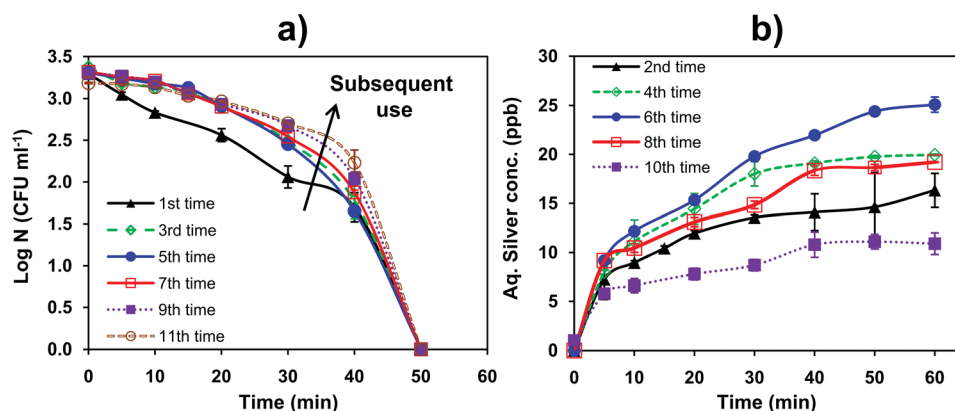 a)
Log N (CFU ml⁻¹)
3.5
3.0
2.5
2.0
1.5
1.0
0.5
0.0
Subsequent
use
1st time
3rd time
5th time
7th time
9th time
11th time
0 10 20 30 40 50 60
Time (min)
b)
Aq. Silver conc. (ppb)
30
25
20
15
10
5
0
2nd time
4th time
6th time
8th time
10th time
0 10 20 30 40 50 60
Time (min)